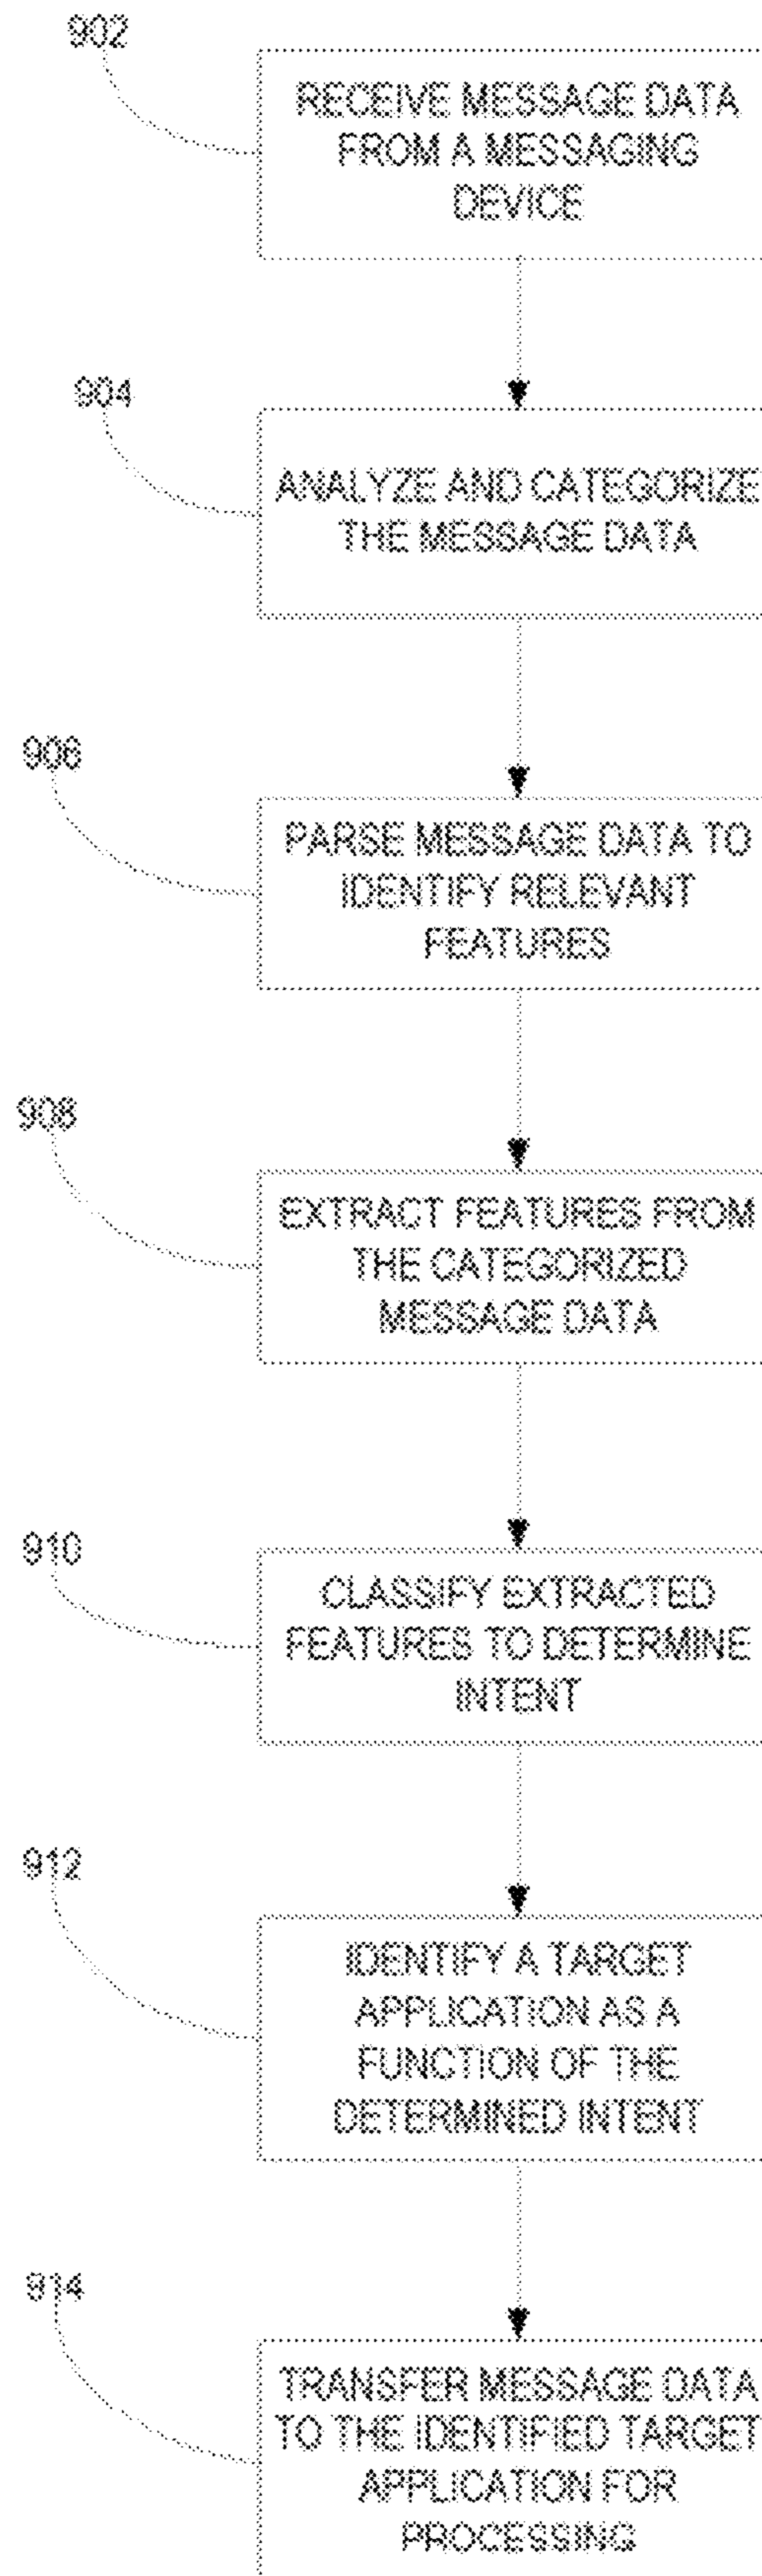 902
RECEIVE MESSAGE DATA
FROM A MESSAGING
DEVICE
904
ANALYZE AND CATEGORIZE
THE MESSAGE DATA
906
PARSE MESSAGE DATA TO
IDENTIFY RELEVANT
FEATURES
908
EXTRACT FEATURES FROM
THE CATEGORIZED
MESSAGE DATA
910
CLASSIFY EXTRACTED
FEATURES TO DETERMINE
INTENT
912
IDENTIFY A TARGET
APPLICATION AS A
FUNCTION OF THE
DETERMINED INTENT
914
TRANSFER MESSAGE DATA
TO THE IDENTIFIED TARGET
APPLICATION FOR
PROCESSING